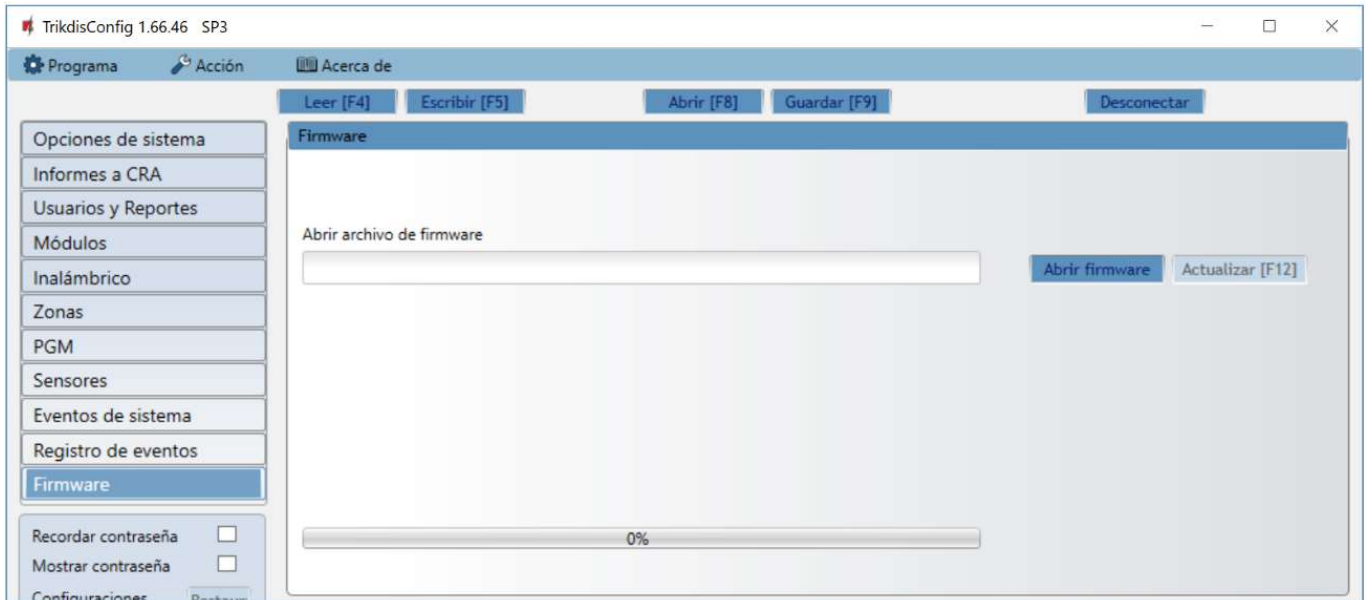 TrikdisConfig 1.66.46 SP3
Programa Acción Acerca de
Leer [F4] Escribir [F5] Abrir [F8] Guardar [F9] Desconectar
Opciones de sistema
Informes a CRA
Usuarios y Reportes
Módulos
Inalámbrico
Zonas
PGM
Sensores
Eventos de sistema
Registro de eventos
Firmware
Recordar contraseña
Mostrar contraseña
Configuraciones
Firmware
Abrir archivo de firmware
Abrir firmware Actualizar [F12]
0%